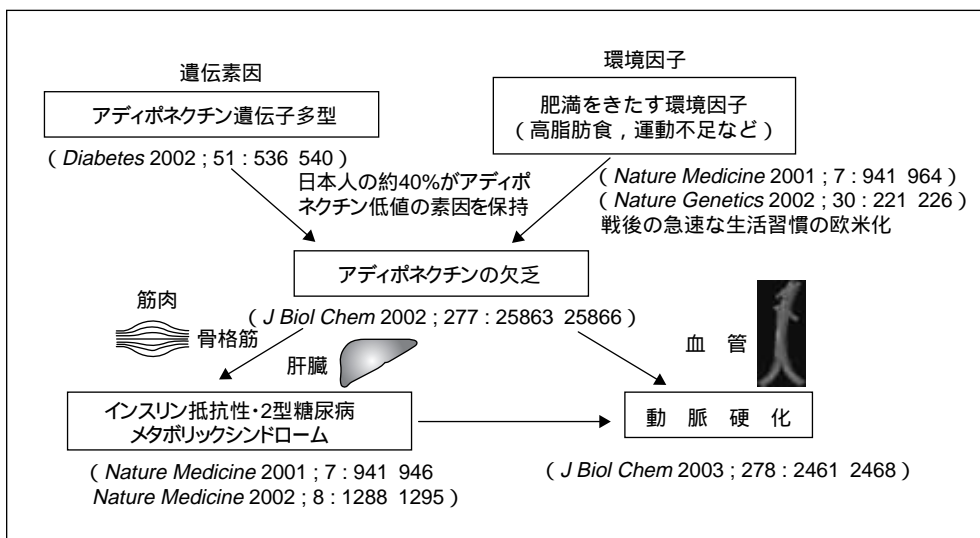 遺伝素因
アディポネクチン遺伝子多型
( Diabetes 2002 ; 51 : 536 540 )
環境因子
肥満をきたす環境因子
( 高脂肪食 , 運動不足など )
( Nature Medicine 2001 ; 7 : 941 964 )
( Nature Genetics 2002 ; 30 : 221 226 )
戦後の急速な生活習慣の欧米化
日本人の約40%がアディポ
ネクチン低値の素因を保持
アディポネクチンの欠乏
( J Biol Chem 2002 ; 277 : 25863 25866 )
筋肉
骨格筋
肝臓
血 管
インスリン抵抗性・2型糖尿病
メタボリックシンドローム
( Nature Medicine 2001 ; 7 : 941 946
Nature Medicine 2002 ; 8 : 1288 1295 )
動 脈 硬 化
( J Biol Chem 2003 ; 278 : 2461 2468 )